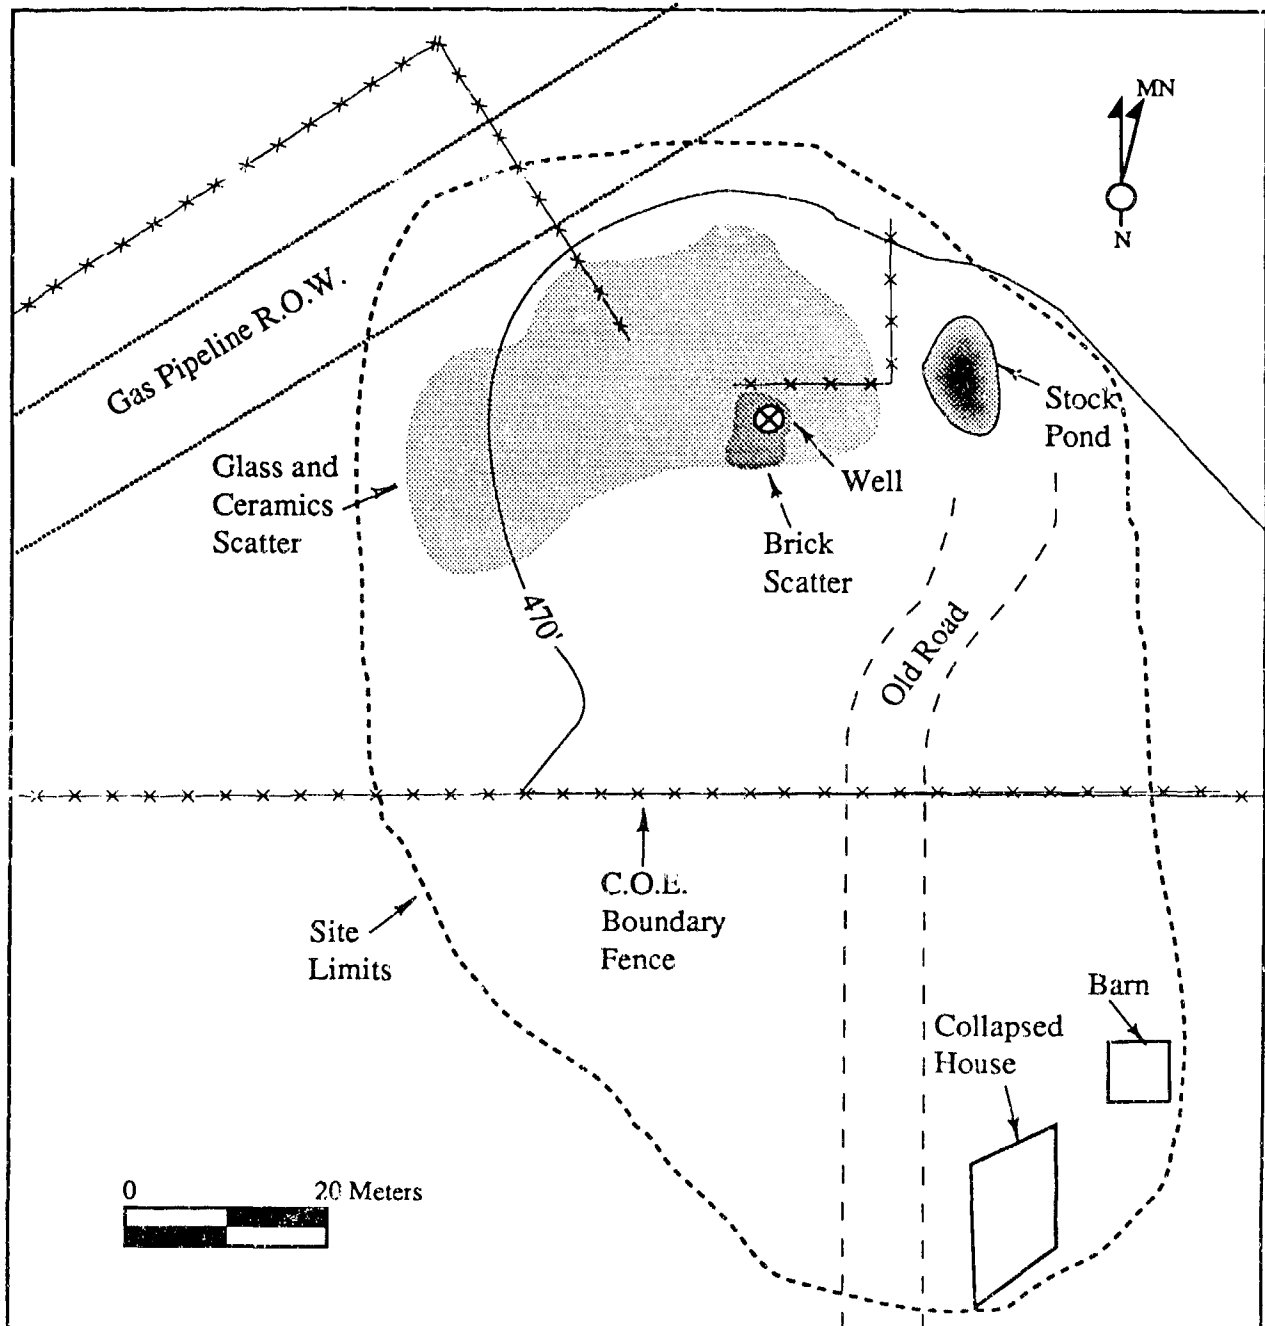 MN
N
Gas Pipeline R.O.W.
Stock
Pond
Glass and
Ceramics
Scatter
Well
Brick
Scatter
470'
Old Road
C.O.E.
Boundary
Fence
Site
Limits
Barn
Collapsed
House
0 20 Meters